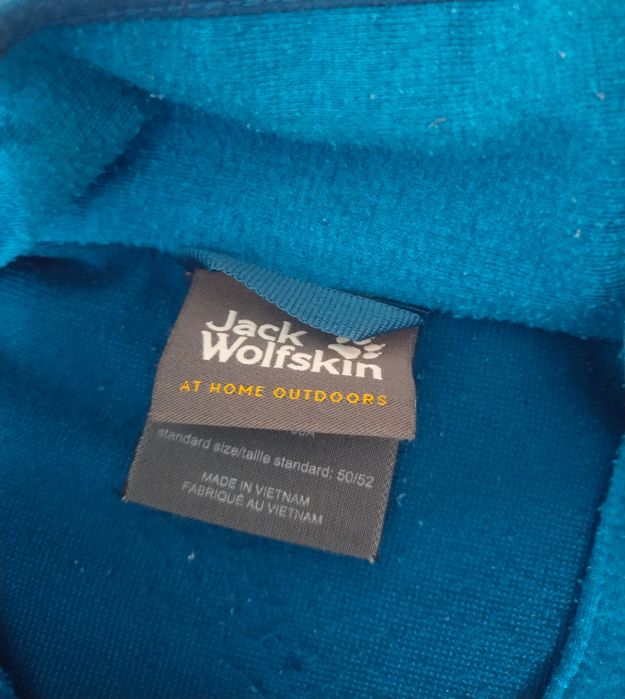 Jack
Wolfskin
AT HOME OUTDOORS
standard size/taille standard: 50/52
MADE IN VIETNAM
FABRIQUÉ AU VIETNAM